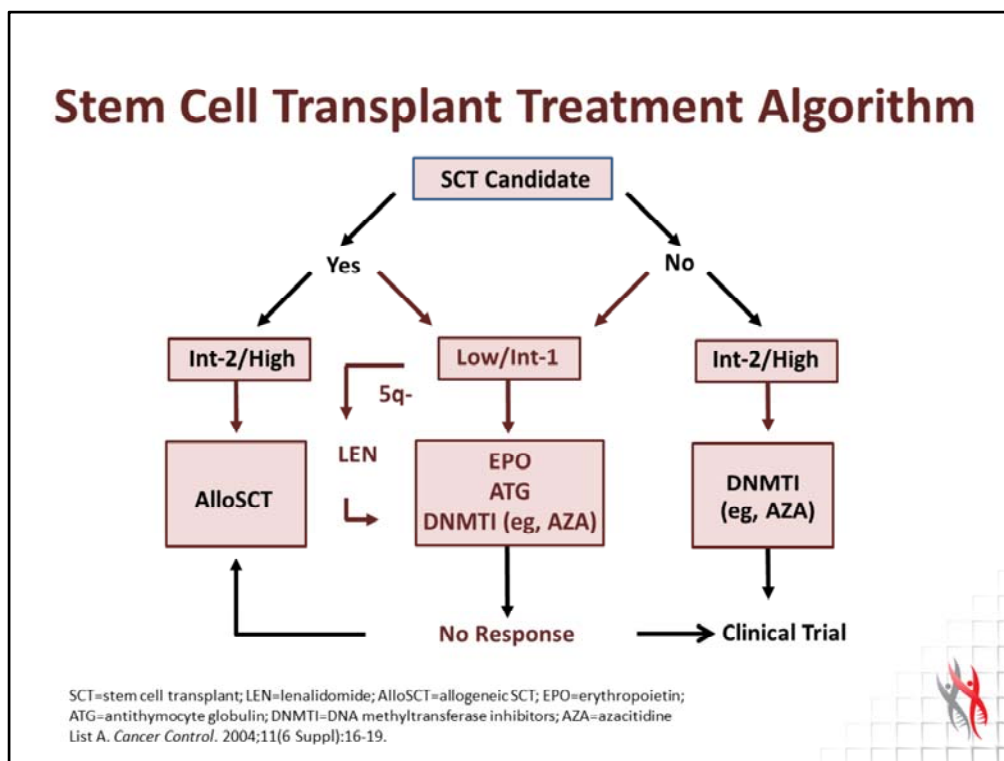 Stem Cell Transplant Treatment Algorithm
SCT Candidate
Yes
No
Int-2/High
Low/Int-1
Int-2/High
5q-
LEN
AlloSCT
EPO
ATG
DNMTI (eg, AZA)
DNMTI
(eg, AZA)
No Response
Clinical Trial
SCT=stem cell transplant; LEN=lenalidomide; AlloSCT=allogeneic SCT; EPO=erythropoietin;
ATG=antithymocyte globulin; DNMTI=DNA methyltransferase inhibitors; AZA=azacitidine
List A. Cancer Control. 2004;11(6 Suppl):16-19.